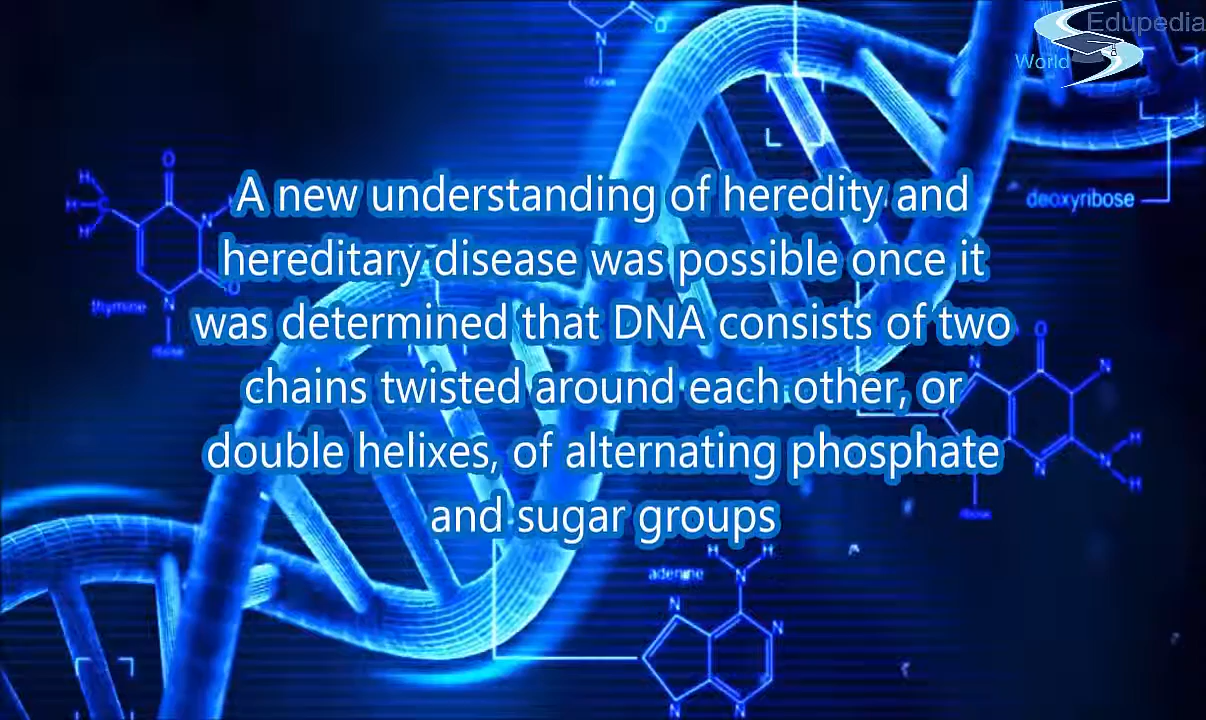 Edupedia
World
A new understanding of heredity and
hereditary disease was possible once it
was determined that DNA consists of two
chains twisted around each other, or
double helixes, of alternating phosphate
and sugar groups
deoxyribose
thymine
adenine
O
N
H
H
H
O
N
N
O
O
N
N
N
N
H
H
H
H
N
N
N
N
N